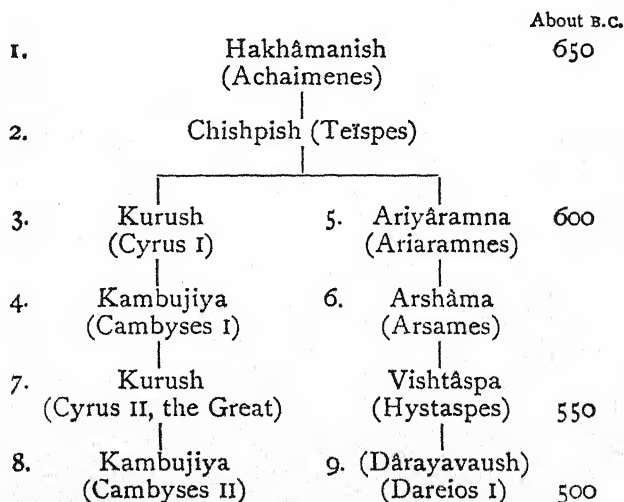 About B.C.
1. Hakhâmanish 650
(Achaimenes)
2. Chishpish (Teïspes)
3. Kurush 5. Ariyâramna 600
(Cyrus I) (Ariaramnes)
4. Kambujiya 6. Arshàma
(Cambyses I) (Arsames)
7. Kurush Vishtâspa
(Cyrus II, the Great) (Hystaspes) 550
8. Kambujiya 9. (Dârayavaush)
(Cambyses II) (Dareios I) 500